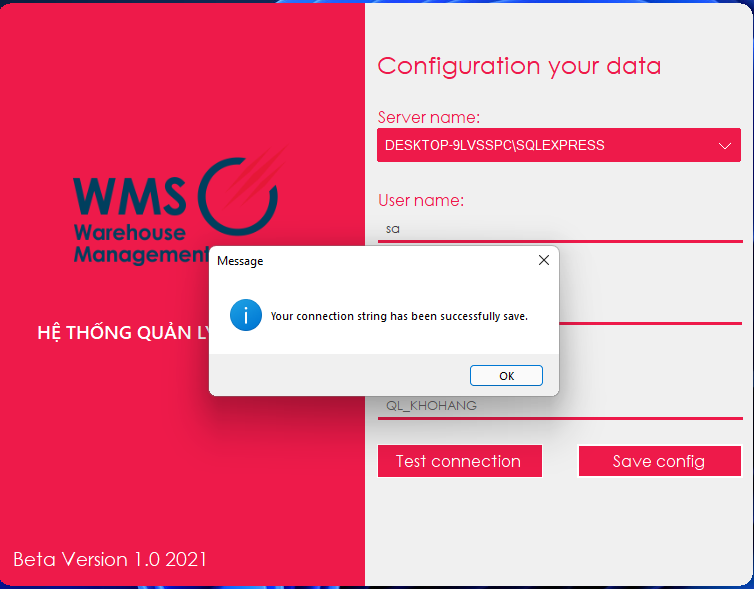 WMS
Warehouse
Management
HỆ THỐNG QUẢN LÝ
Beta Version 1.0 2021
Configuration your data
Server name:
DESKTOP-9LVSSPC\SQLEXPRESS
User name:
sa
Message
Your connection string has been successfully save.
OK
QL_KHOHANG
Test connection
Save config